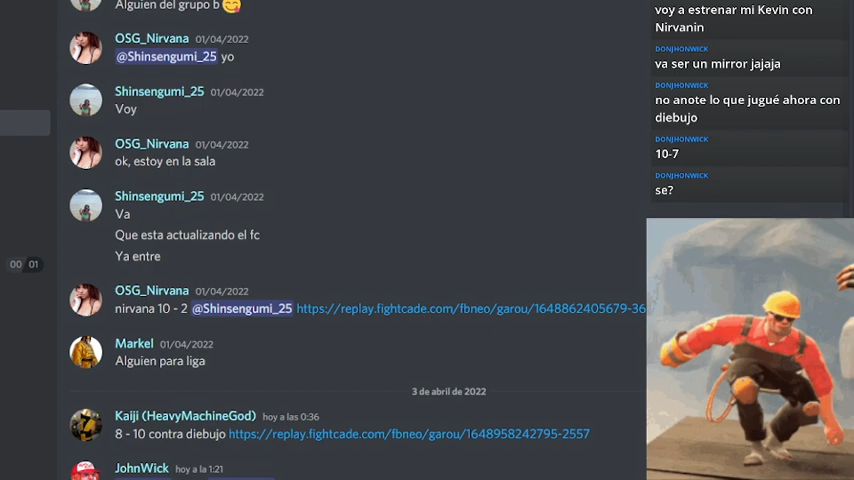 Alguien del grupo b
OSG_Nirvana 01/04/2022
@Shinsengumi_25 yo
Shinsengumi_25 01/04/2022
Voy
OSG_Nirvana 01/04/2022
ok, estoy en la sala
Shinsengumi_25 01/04/2022
Va
Que esta actualizando el fc
Ya entre
00 01
OSG_Nirvana 01/04/2022
nirvana 10 - 2 @Shinsengumi_25 https://replay.fightcade.com/fbneo/garou/1648862405679-36
Markel 01/04/2022
Alguien para liga
3 de abril de 2022
Kaiji (HeavyMachineGod) hoy a las 0:36
8 - 10 contra diebujo https://replay.fightcade.com/fbneo/garou/1648958242795-2557
JohnWick hoy a la 1:21
voy a estrenar mi Kevin con
Nirvanin
DONJHONWICK
va ser un mirror jajaja
DONJHONWICK
no anote lo que jugué ahora con
diebujo
DONJHONWICK
10-7
DONJHONWICK
se?